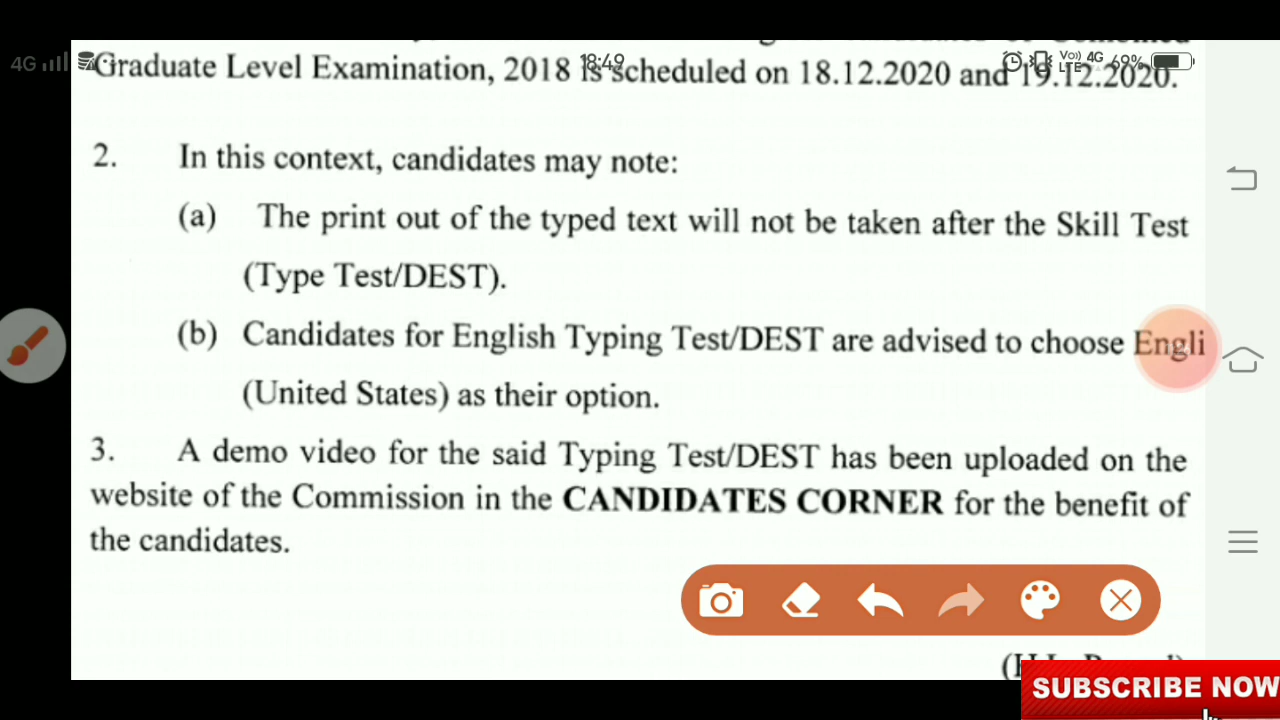 4G
18:49
Vo)) 4G LTE 69%
Graduate Level Examination, 2018 is scheduled on 18.12.2020 and 19.12.2020.
2. In this context, candidates may note:
(a) The print out of the typed text will not be taken after the Skill Test
(Type Test/DEST).
(b) Candidates for English Typing Test/DEST are advised to choose Engli
(United States) as their option.
3. A demo video for the said Typing Test/DEST has been uploaded on the
website of the Commission in the CANDIDATES CORNER for the benefit of
the candidates.
SUBSCRIBE NOW